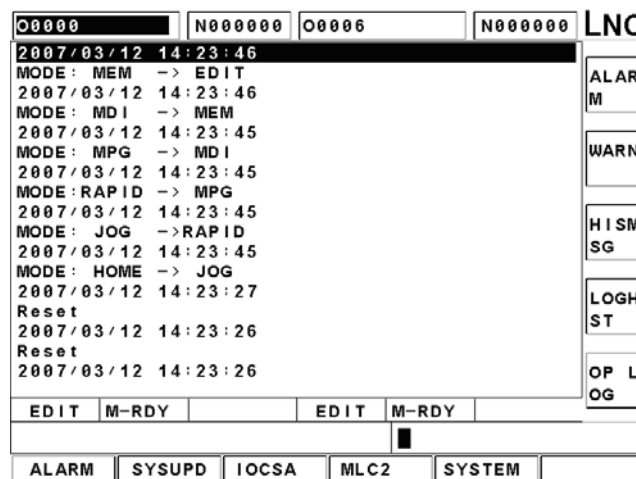 O0000 N000000 O0006 N000000 LNC
2007/03/12 14:23:46
MODE: MEM -> EDIT
2007/03/12 14:23:46
MODE: MDI -> MEM
2007/03/12 14:23:45
MODE: MPG -> MDI
2007/03/12 14:23:45
MODE:RAPID -> MPG
2007/03/12 14:23:45
MODE: JOG ->RAPID
2007/03/12 14:23:45
MODE: HOME -> JOG
2007/03/12 14:23:27
Reset
2007/03/12 14:23:26
Reset
2007/03/12 14:23:26
ALAR
M
WARN
HISM
SG
LOGH
ST
OP L
OG
EDIT M-RDY EDIT M-RDY
ALARM SYSUPD IOCSA MLC2 SYSTEM